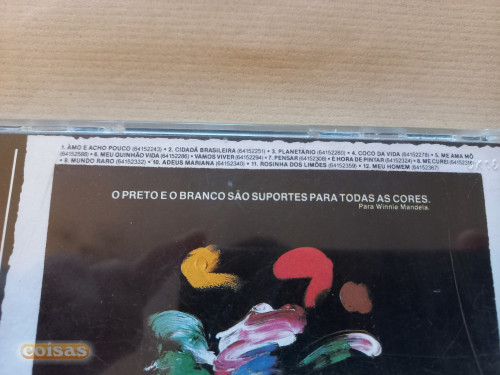 1. AMO E ACHO POUCO (64152243) • 2. CIDADÃ BRASILEIRA (64152251) • 3. PLANETÁRIO (64152260) • 4. COCO DA VIDA (64152278) • 5. ME AMA MÔ
(64152588) • 6. MEU QUINHÃO VIDA (64152286) • VAMOS VIVER (64152294) • 7. PENSAR (64152308) • E HORA DE PINTAR (64152324) • 8. ME CUREI
• 9. MUNDO RARO (64152332) • 10. ADEUS MARIANA (64152340) • 11. ROSINHA DOS LIMÕES (64152359) • 12. MEU HOMEM (64152367)
O PRETO E O BRANCO SÃO SUPORTES PARA TODAS AS CORES.
Para Winnie Mandela.
coisas